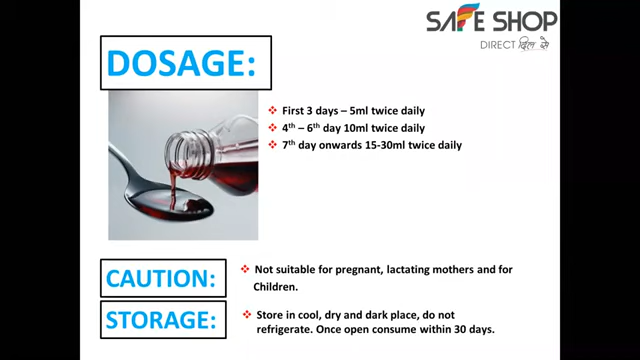 SAFE SHOP
DIRECT दिल से
DOSAGE:
First 3 days – 5ml twice daily
4th – 6th day 10ml twice daily
7th day onwards 15-30ml twice daily
CAUTION:
Not suitable for pregnant, lactating mothers and for
Children.
STORAGE:
Store in cool, dry and dark place, do not
refrigerate. Once open consume within 30 days.